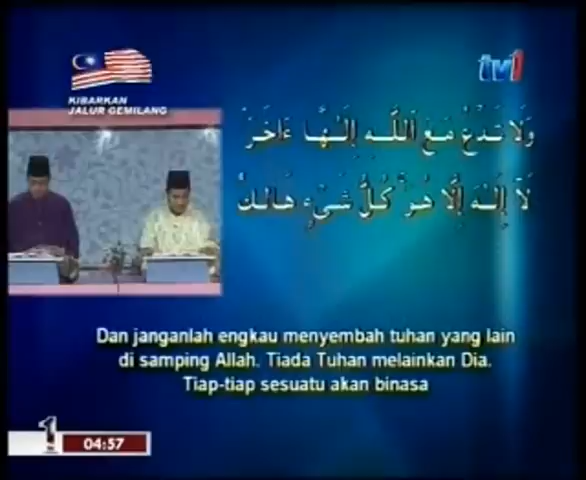 KIBARKAN
JALUR GEMILANG
tv1
وَلَا تَدْعُ مَعَ ٱللَّهِ إِلَـٰهًا ءَاخَرَ
لَآ إِلَـٰهَ إِلَّا هُوَ ۚ كُلُّ شَىْءٍ هَالِكٌ
Dan janganlah engkau menyembah tuhan yang lain
di samping Allah. Tiada Tuhan melainkan Dia.
Tiap-tiap sesuatu akan binasa
1
04:57